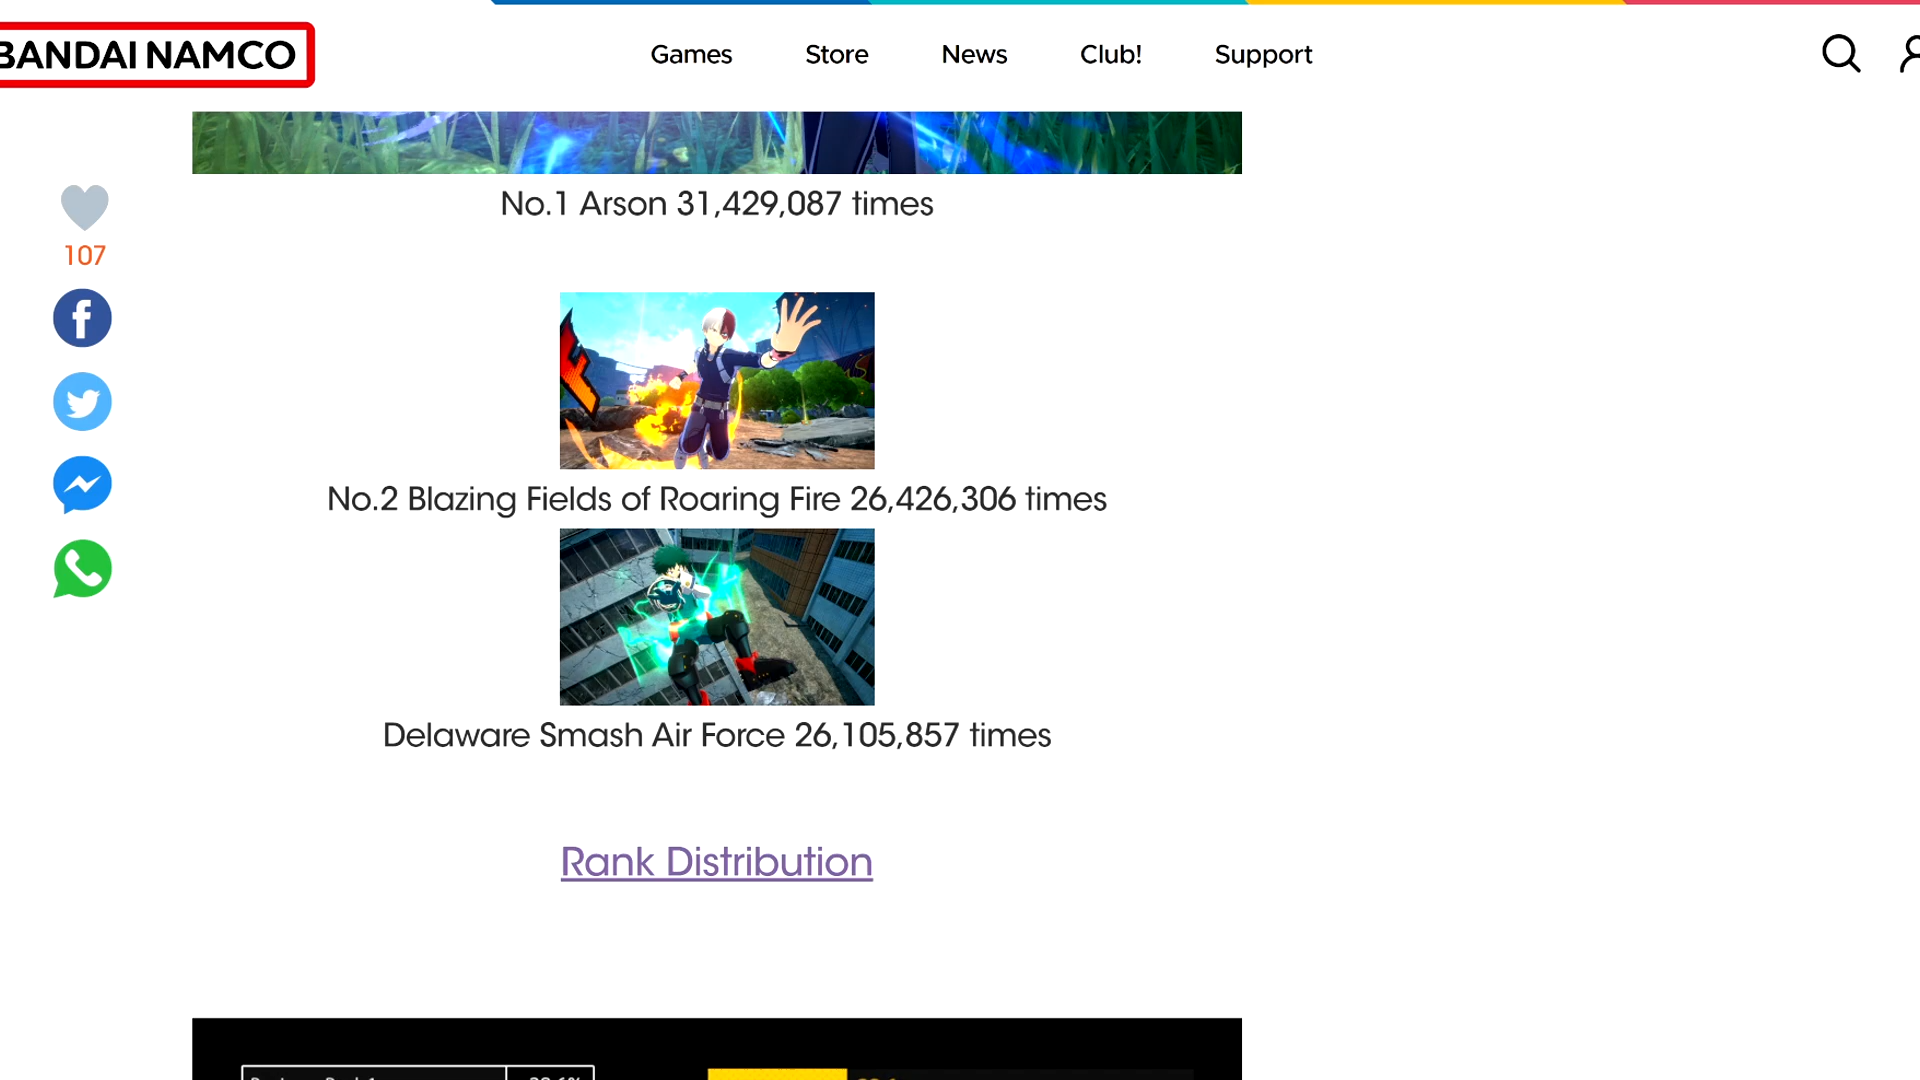 BANDAI NAMCO
Games
Store
News
Club!
Support
No.1 Arson 31,429,087 times
107
No.2 Blazing Fields of Roaring Fire 26,426,306 times
Delaware Smash Air Force 26,105,857 times
Rank Distribution